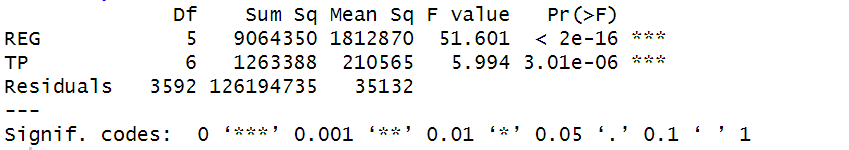 Df Sum Sq Mean Sq F value Pr(>F)
REG 5 9064350 1812870 51.601 < 2e-16 ***
TP 6 1263388 210565 5.994 3.01e-06 ***
Residuals 3592 126194735 35132
---
Signif. codes: 0 ‘***’ 0.001 ‘**’ 0.01 ‘*’ 0.05 ‘.’ 0.1 ‘ ’ 1